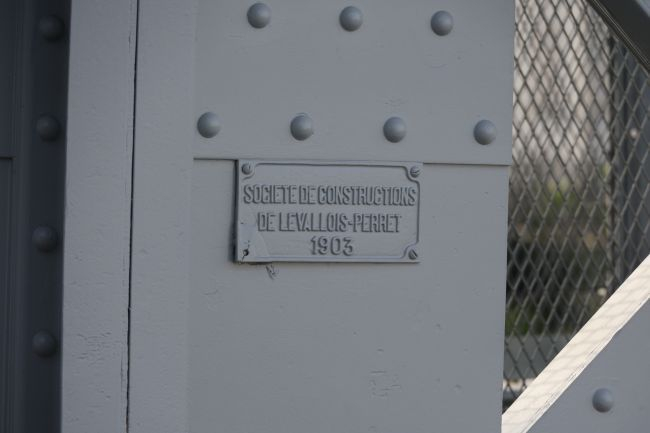 SOCIETE DE CONSTRUCTIONS
DE LEVALLOIS-PERRET
1903